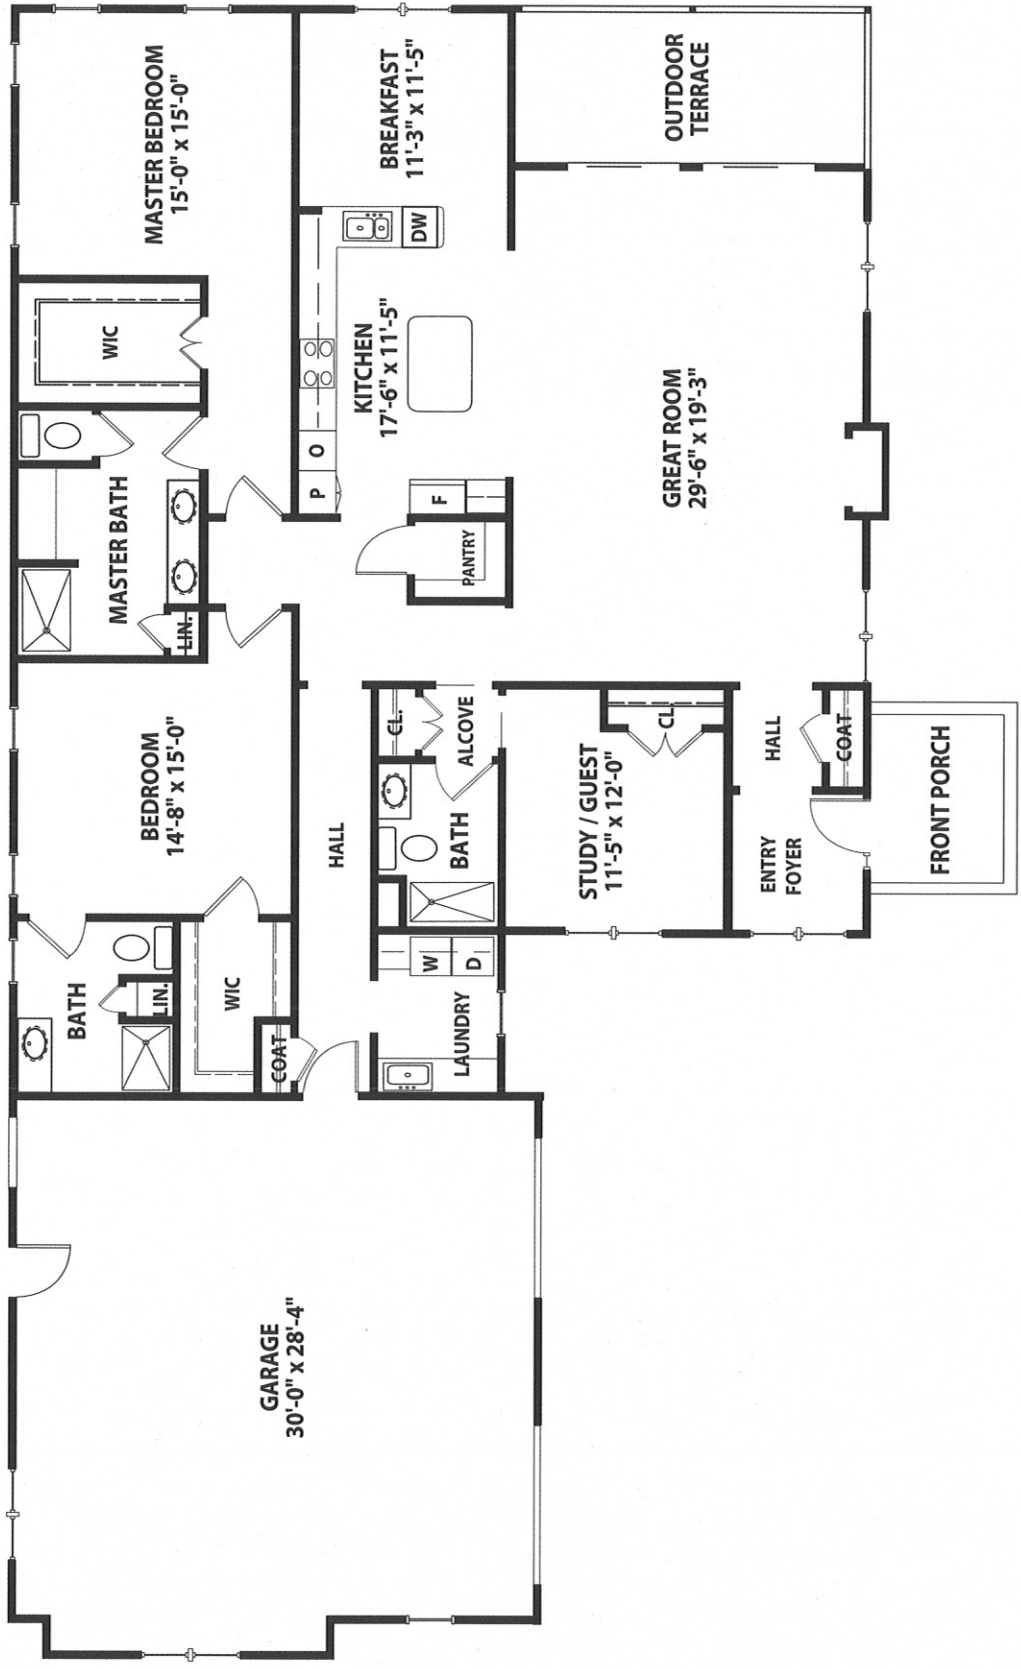 MASTER BEDROOM
15'-0" x 15'-0"
BREAKFAST
11'-3" x 11'-5"
OUTDOOR
TERRACE
WIC
DW
KITCHEN
17'-6" x 11'-5"
GREAT ROOM
29'-6" x 19'-3"
O
P
F
MASTER BATH
PANTRY
LIN.
BEDROOM
14'-8" x 15'-0"
HALL
CL.
ALCOVE
BATH
STUDY / GUEST
11'-5" x 12'-0"
CL.
HALL
COAT
ENTRY
FOYER
FRONT PORCH
BATH
LIN.
WIC
COAT
W
D
LAUNDRY
GARAGE
30'-0" x 28'-4"